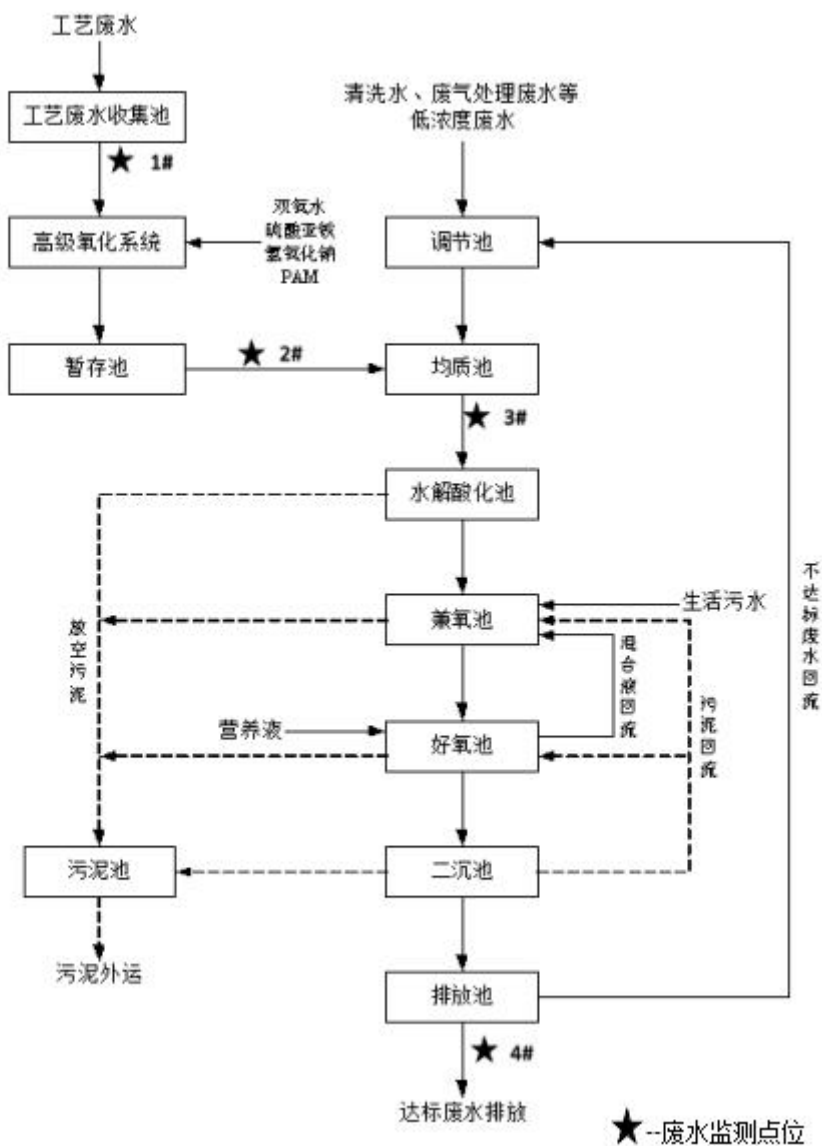 工艺废水
工艺废水收集池
1#
高级氧化系统
双氧水
硫酸亚铁
氢氧化钠
PAM
暂存池
2#
清洗水、废气处理废水等
低浓度废水
调节池
均质池
3#
水解酸化池
兼氧池
生活污水
混合液回流
营养液
好氧池
污泥回流
不达标废水回流
放空污泥
污泥池
二沉池
污泥外运
排放池
4#
达标废水排放
--废水监测点位